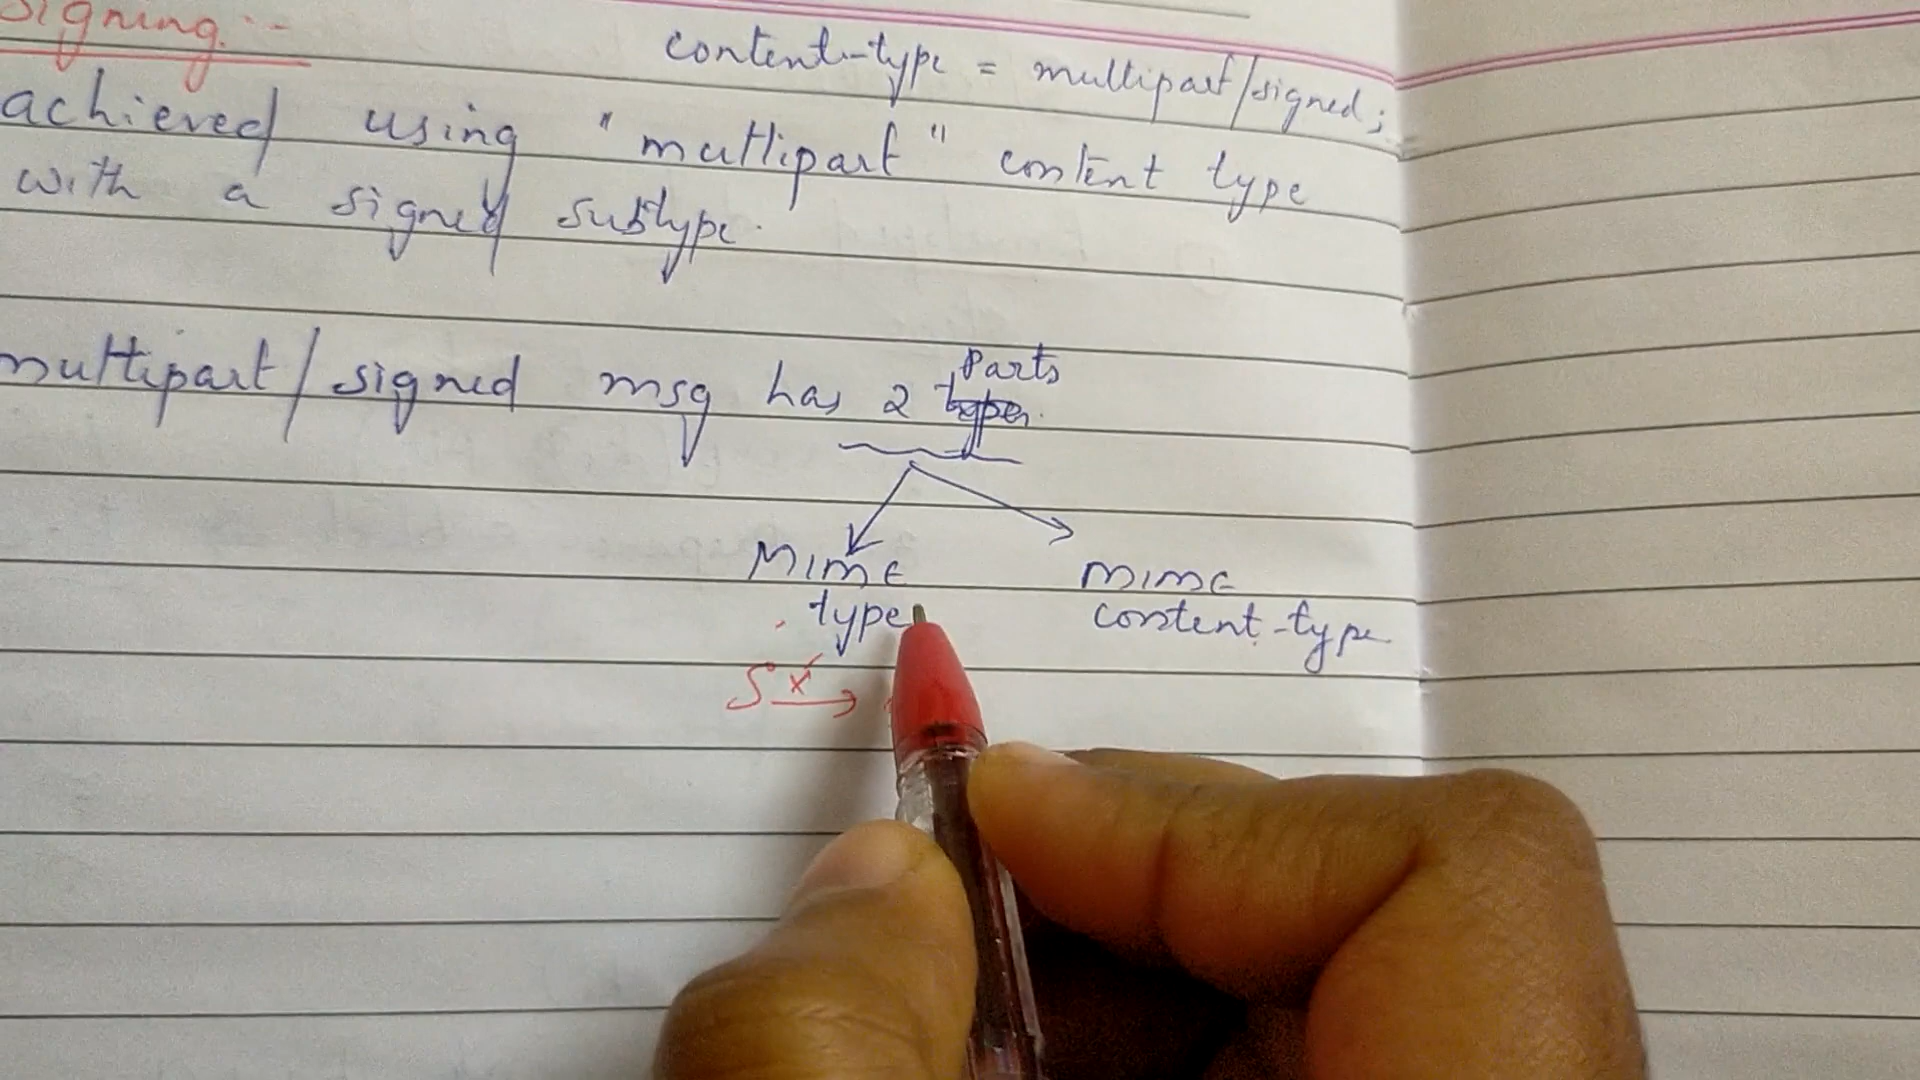 signing :-
content-type = multipart/signed;
achieved using "multipart" content type
with a signed subtype.
multipart/signed msg has 2 Parts
MIME MIME
type content-type
S x →